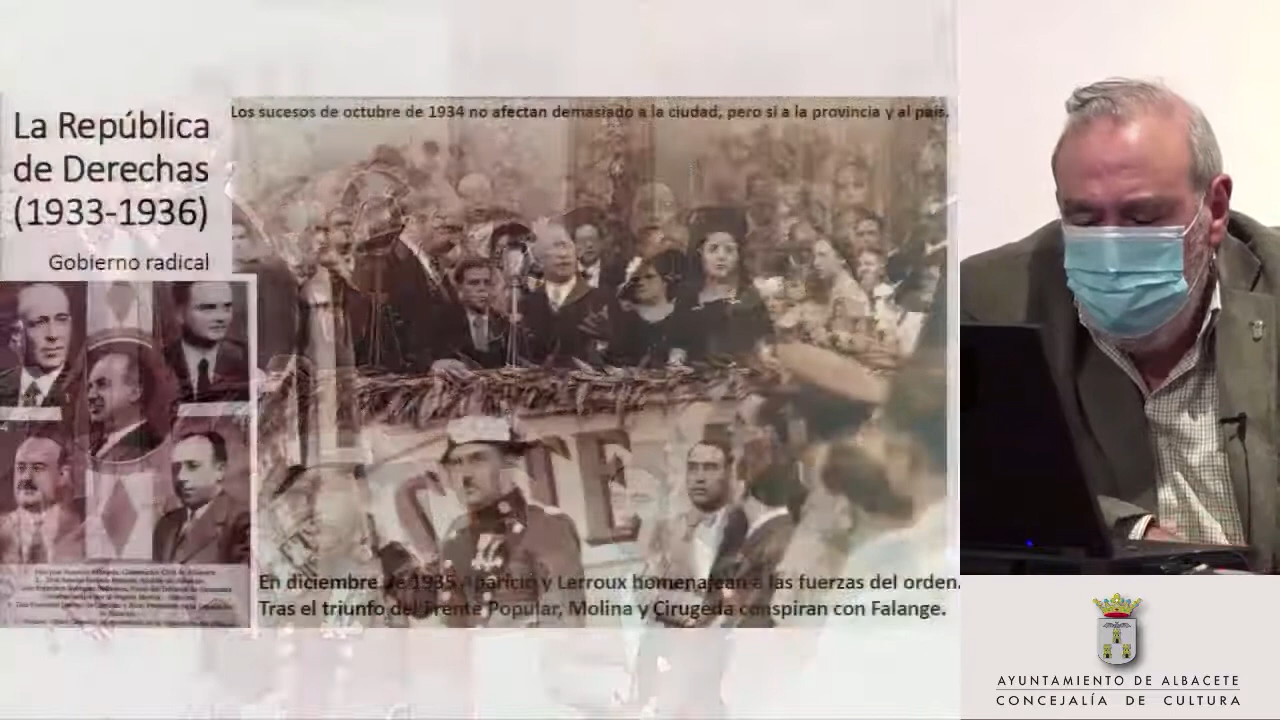 La República
de Derechas
(1933-1936)
Gobierno radical
Los sucesos de octubre de 1934 no afectan demasiado a la ciudad, pero sí a la provincia y al país.
En diciembre de 1935 Aparicio y Lerroux homenajean a las fuerzas del orden.
Tras el triunfo del Frente Popular, Molina y Cirugeda conspiran con Falange.
AYUNTAMIENTO DE ALBACETE
CONCEJALÍA DE CULTURA